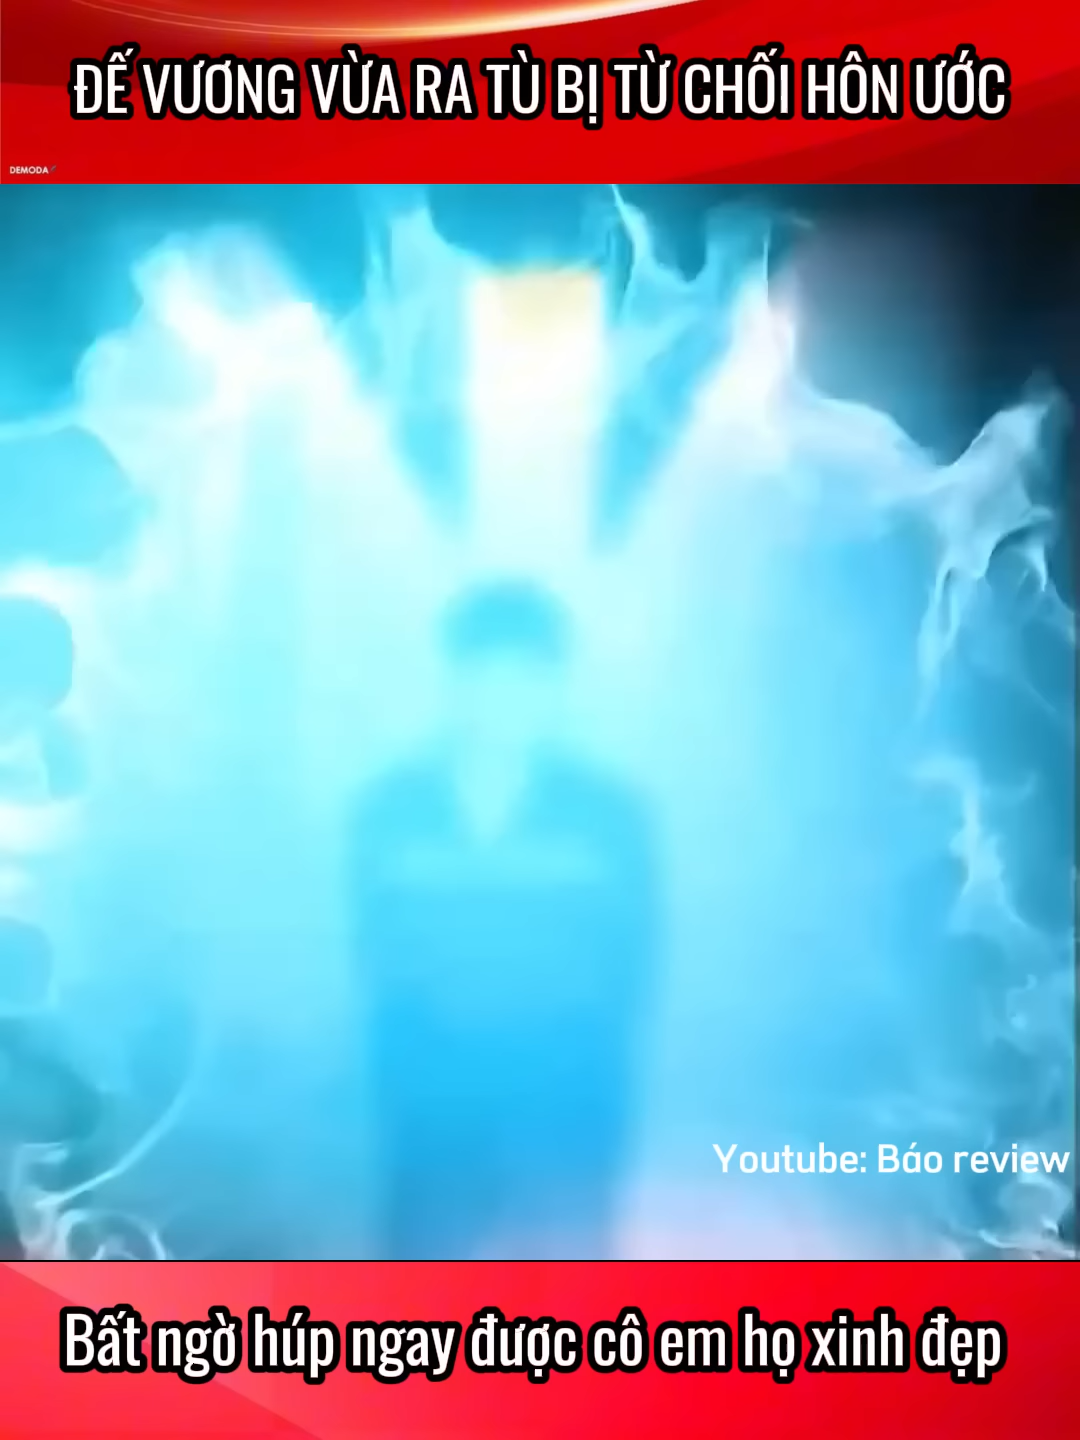 ĐẾ VƯƠNG VỪA RA TÙ BỊ TỪ CHỐI HÔN ƯỚC
DEMODA
Youtube: Báo review
Bất ngờ húp ngay được cô em họ xinh đẹp